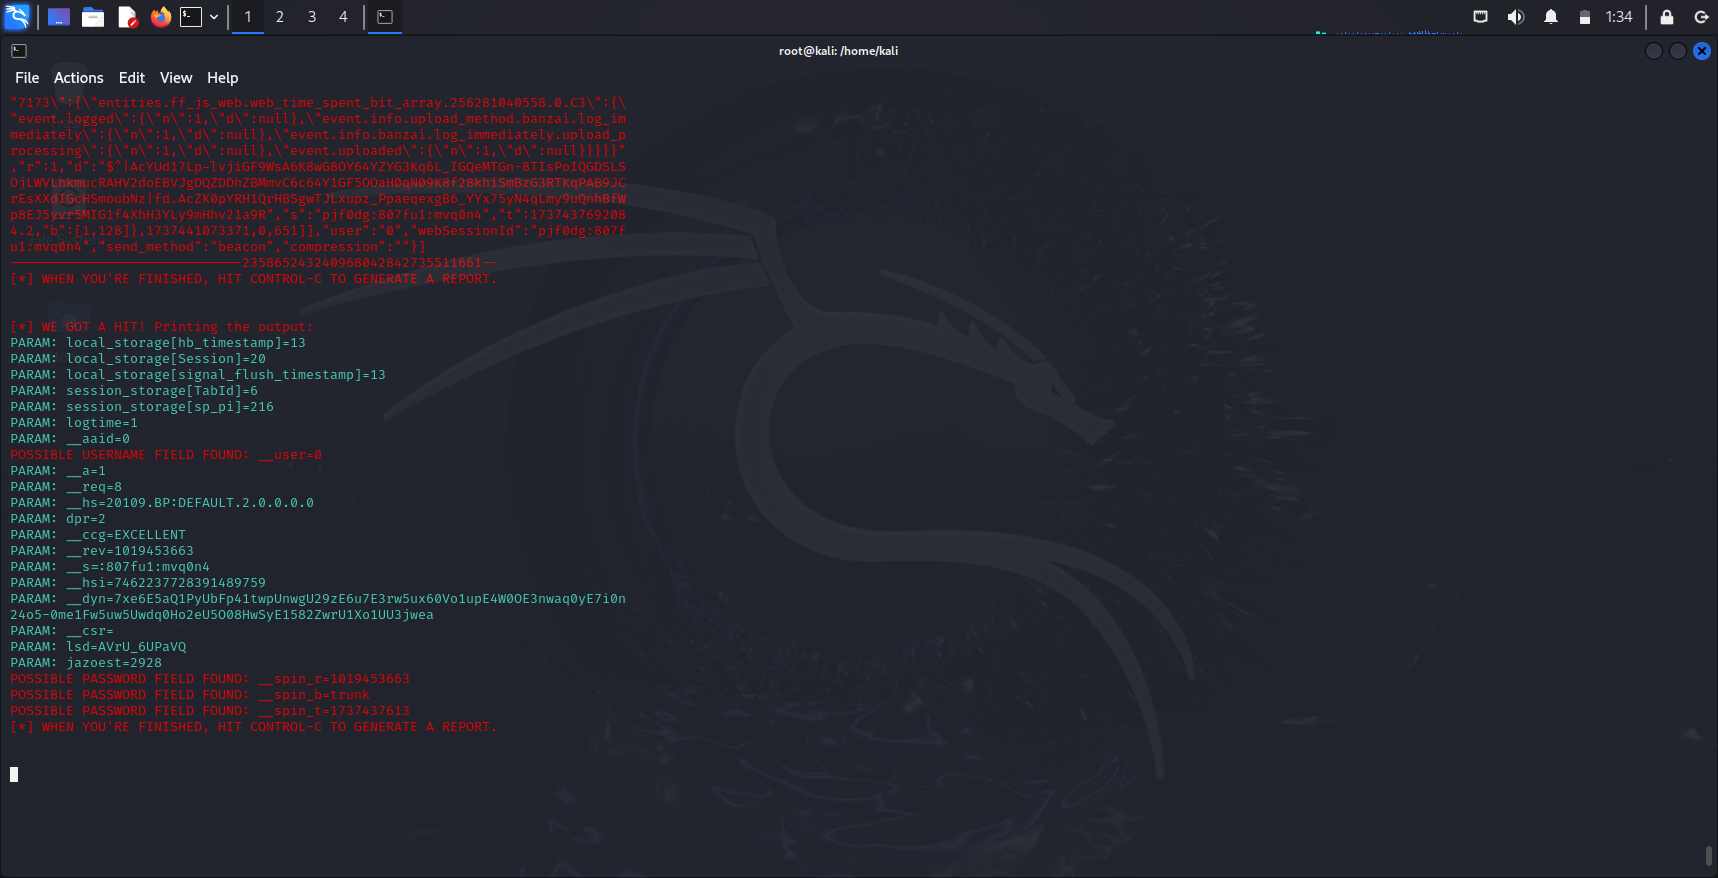 1 2 3 4 1:34
root@kali: /home/kali
File Actions Edit View Help
"7173\":{\"entities.ff_js_web.web_time_spent_bit_array.256281040558.0.C3\":{\
"event.logged\":{\"n\":1,\"d\":null},\"event.info.upload_method.banzai.log_im
mediately\":{\"n\":1,\"d\":null},\"event.info.banzai.log_immediately.upload_p
rocessing\":{\"n\":1,\"d\":null},\"event.uploaded\":{\"n\":1,\"d\":null}}}}}"
,"r":1,"d":"$^|AcYUdi7Lp-lvjiGF9WsA6K8wG8OY64YZYG3Kq6L_IGQeMTGn-8TIsPoIQGDSLS
OjLWVLhkmucRAHV2doEBVJgDQZDDhZBMmvC6c64Y1GF5OOaH0qN09K8f28khiSmBzG3RTKqPAB9JC
rEsXXdIGcHSmoubNz|fd.AcZK0pYRH1QrHBSgwTJLxupz_PpaeqexgB6_YYx75yN4qLmy9uQnhBfW
p8EJ5yvr5MIG1f4XhH3YLy9mHhv21a9R","s":"pjf0dg:807fu1:mvq0n4","t":173743769208
4.2,"b":[1,128]},1737441073371,0,651]],"user":"0","webSessionId":"pjf0dg:807f
u1:mvq0n4","send_method":"beacon","compression":""}]
-----------------------------23586524324096804284273551​1661--
[*] WHEN YOU'RE FINISHED, HIT CONTROL-C TO GENERATE A REPORT.
[*] WE GOT A HIT! Printing the output:
PARAM: local_storage[hb_timestamp]=13
PARAM: local_storage[Session]=20
PARAM: local_storage[signal_flush_timestamp]=13
PARAM: session_storage[TabId]=6
PARAM: session_storage[sp_pi]=216
PARAM: logtime=1
PARAM: __aaid=0
POSSIBLE USERNAME FIELD FOUND: __user=0
PARAM: __a=1
PARAM: __req=8
PARAM: __hs=20109.BP:DEFAULT.2.0.0.0.0
PARAM: dpr=2
PARAM: __ccg=EXCELLENT
PARAM: __rev=1019453663
PARAM: __s=:807fu1:mvq0n4
PARAM: __hsi=7462237728391489759
PARAM: __dyn=7xe6E5aQ1PyUbFp41twpUnwgU29zE6u7E3rw5ux60Vo1upE4W0OE3nwaq0yE7i0n
24o5-0me1Fw5uw5Uwdq0Ho2eU5O08HwSyE1582ZwrU1Xo1UU3jwea
PARAM: __csr=
PARAM: lsd=AVrU_6UPaVQ
PARAM: jazoest=2928
POSSIBLE PASSWORD FIELD FOUND: __spin_r=1019453663
POSSIBLE PASSWORD FIELD FOUND: __spin_b=trunk
POSSIBLE PASSWORD FIELD FOUND: __spin_t=1737437613
[*] WHEN YOU'RE FINISHED, HIT CONTROL-C TO GENERATE A REPORT.